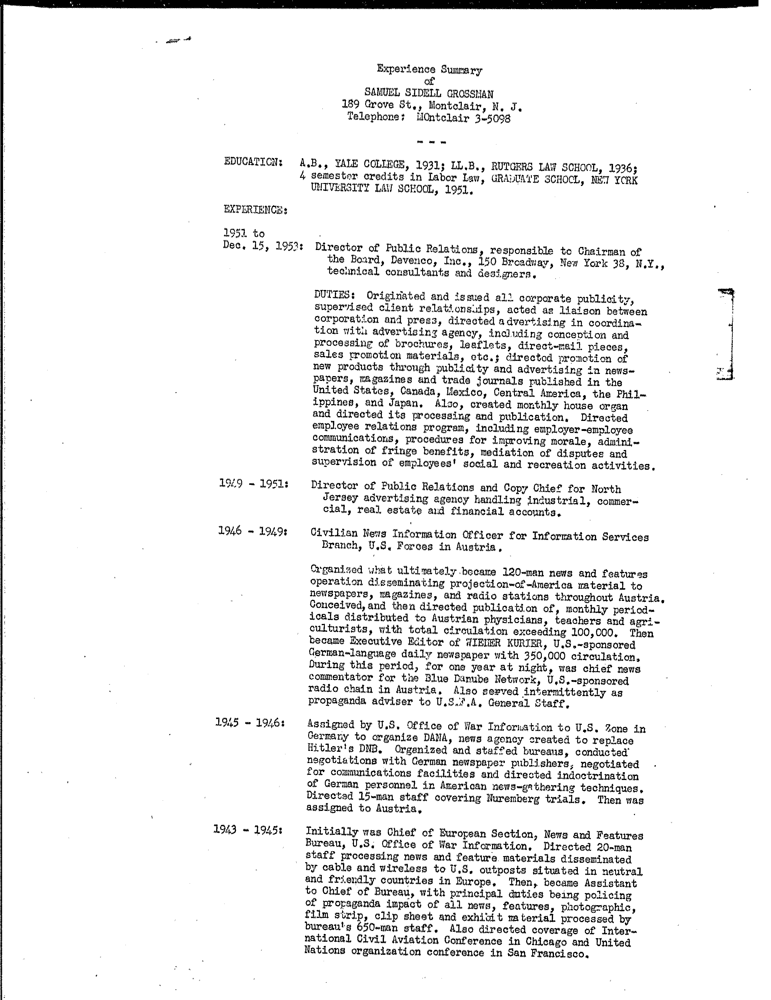 Experience Summary
of
SAMUEL SIDELL GROSSMAN
189 Grove St., Montclair, N. J.
Telephone: MOntclair 3-5098
- - -
EDUCATION: A.B., YALE COLLEGE, 1931; LL.B., RUTGERS LAW SCHOOL, 1936;
4 semester credits in Labor Law, GRADUATE SCHOOL, NEW YORK
UNIVERSITY LAW SCHOOL, 1951.
EXPERIENCE:
1951 to
Dec. 15, 1953: Director of Public Relations, responsible to Chairman of
the Board, Devenco, Inc., 150 Broadway, New York 38, N.Y.,
technical consultants and designers.
DUTIES: Originated and issued all corporate publicity,
supervised client relationships, acted as liaison between
corporation and press, directed advertising in coordina-
tion with advertising agency, including conception and
processing of brochures, leaflets, direct-mail pieces,
sales promotion materials, etc.; directed promotion of
new products through publicity and advertising in news-
papers, magazines and trade journals published in the
United States, Canada, Mexico, Central America, the Phil-
ippines, and Japan. Also, created monthly house organ
and directed its processing and publication. Directed
employee relations program, including employer-employee
communications, procedures for improving morale, admini-
stration of fringe benefits, mediation of disputes and
supervision of employees' social and recreation activities.
1949 - 1951: Director of Public Relations and Copy Chief for North
Jersey advertising agency handling industrial, commer-
cial, real estate and financial accounts.
1946 - 1949: Civilian News Information Officer for Information Services
Branch, U.S. Forces in Austria.
Organized what ultimately became 120-man news and features
operation disseminating projection-of-America material to
newspapers, magazines, and radio stations throughout Austria.
Conceived, and then directed publication of, monthly period-
icals distributed to Austrian physicians, teachers and agri-
culturists, with total circulation exceeding 100,000. Then
became Executive Editor of WIENER KURIER, U.S.-sponsored
German-language daily newspaper with 350,000 circulation.
During this period, for one year at night, was chief news
commentator for the Blue Danube Network, U.S.-sponsored
radio chain in Austria. Also served intermittently as
propaganda adviser to U.S.F.A. General Staff.
1945 - 1946: Assigned by U.S. Office of War Information to U.S. Zone in
Germany to organize DANA, news agency created to replace
Hitler's DNB. Organized and staffed bureaus, conducted
negotiations with German newspaper publishers, negotiated
for communications facilities and directed indoctrination
of German personnel in American news-gathering techniques.
Directed 15-man staff covering Nuremberg trials. Then was
assigned to Austria.
1943 - 1945: Initially was Chief of European Section, News and Features
Bureau, U.S. Office of War Information. Directed 20-man
staff processing news and feature materials disseminated
by cable and wireless to U.S. outposts situated in neutral
and friendly countries in Europe. Then, became Assistant
to Chief of Bureau, with principal duties being policing
of propaganda impact of all news, features, photographic,
film strip, clip sheet and exhibit material processed by
bureau's 650-man staff. Also directed coverage of Inter-
national Civil Aviation Conference in Chicago and United
Nations organization conference in San Francisco.